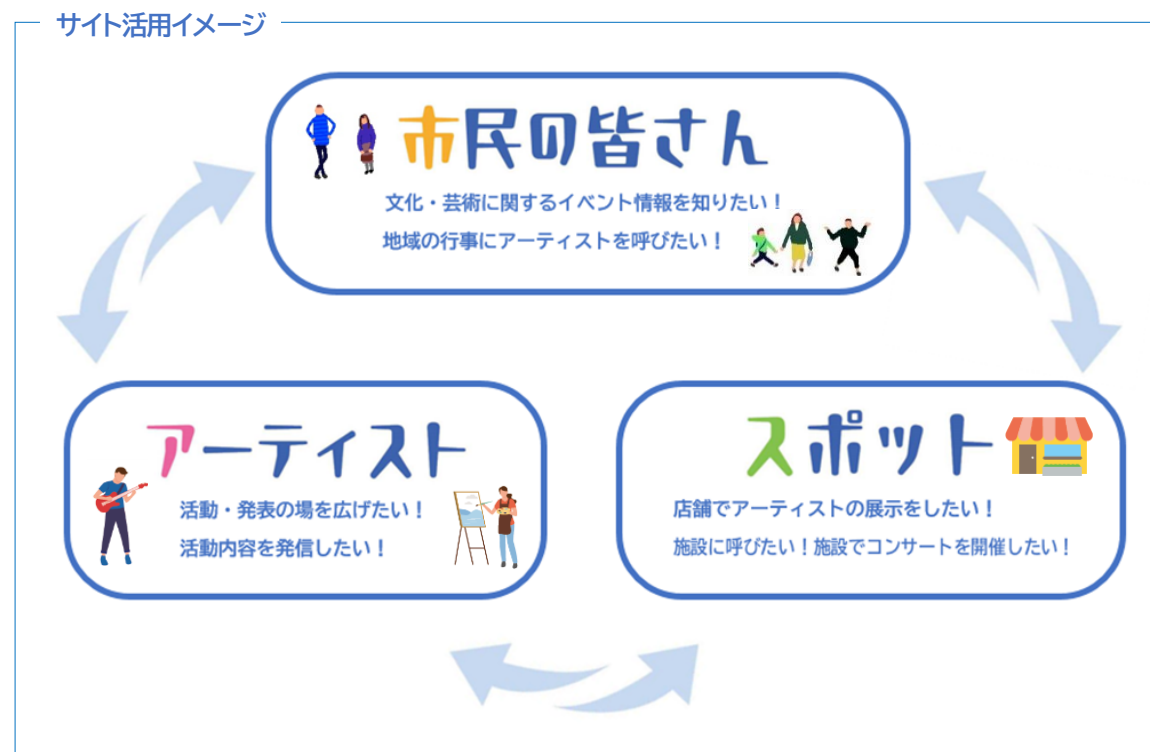 サイト活用イメージ
市民の皆さん
文化・芸術に関するイベント情報を知りたい！
地域の行事にアーティストを呼びたい！
アーティスト
活動・発表の場を広げたい！
活動内容を発信したい！
スポット
店舗でアーティストの展示をしたい！
施設に呼びたい！施設でコンサートを開催したい！